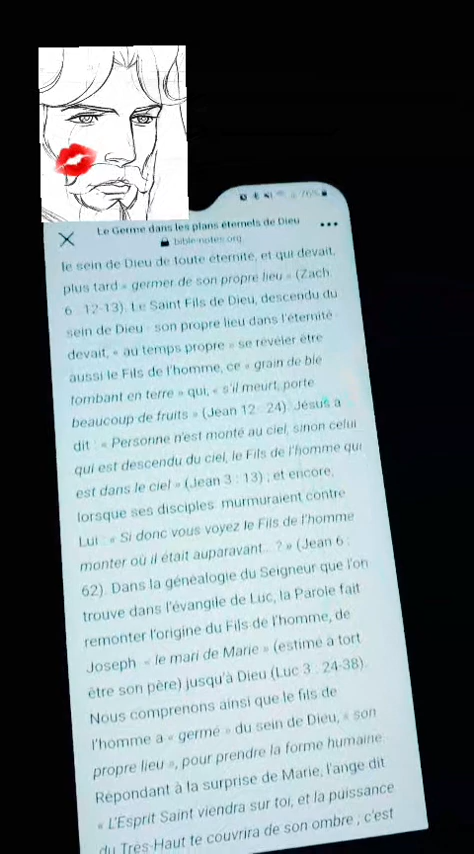 76%
Le Germe dans les plans éternels de Dieu
bible-notes.org
le sein de Dieu de toute éternité, et qui devait,
plus tard « germer de son propre lieu » (Zach.
6 : 12-13). Le Saint Fils de Dieu, descendu du
sein de Dieu - son propre lieu dans l'éternité -
devait, « au temps propre » se révéler être
aussi le Fils de l'homme, ce « grain de blé
tombant en terre » qui, « s'il meurt, porte
beaucoup de fruits » (Jean 12 : 24). Jésus a
dit : « Personne n'est monté au ciel, sinon celui
qui est descendu du ciel, le Fils de l'homme qui
est dans le ciel » (Jean 3 : 13) ; et encore,
lorsque ses disciples murmuraient contre
Lui : « Si donc vous voyez le Fils de l'homme
monter où il était auparavant... ? » (Jean 6 :
62). Dans la généalogie du Seigneur que l'on
trouve dans l'évangile de Luc, la Parole fait
remonter l'origine du Fils de l'homme, de
Joseph « le mari de Marie » (estimé à tort
être son père) jusqu'à Dieu (Luc 3 : 24-38).
Nous comprenons ainsi que le fils de
l'homme a « germé » du sein de Dieu, « son
propre lieu », pour prendre la forme humaine.
Répondant à la surprise de Marie, l'ange dit :
« L'Esprit Saint viendra sur toi, et la puissance
du Très-Haut te couvrira de son ombre ; c'est